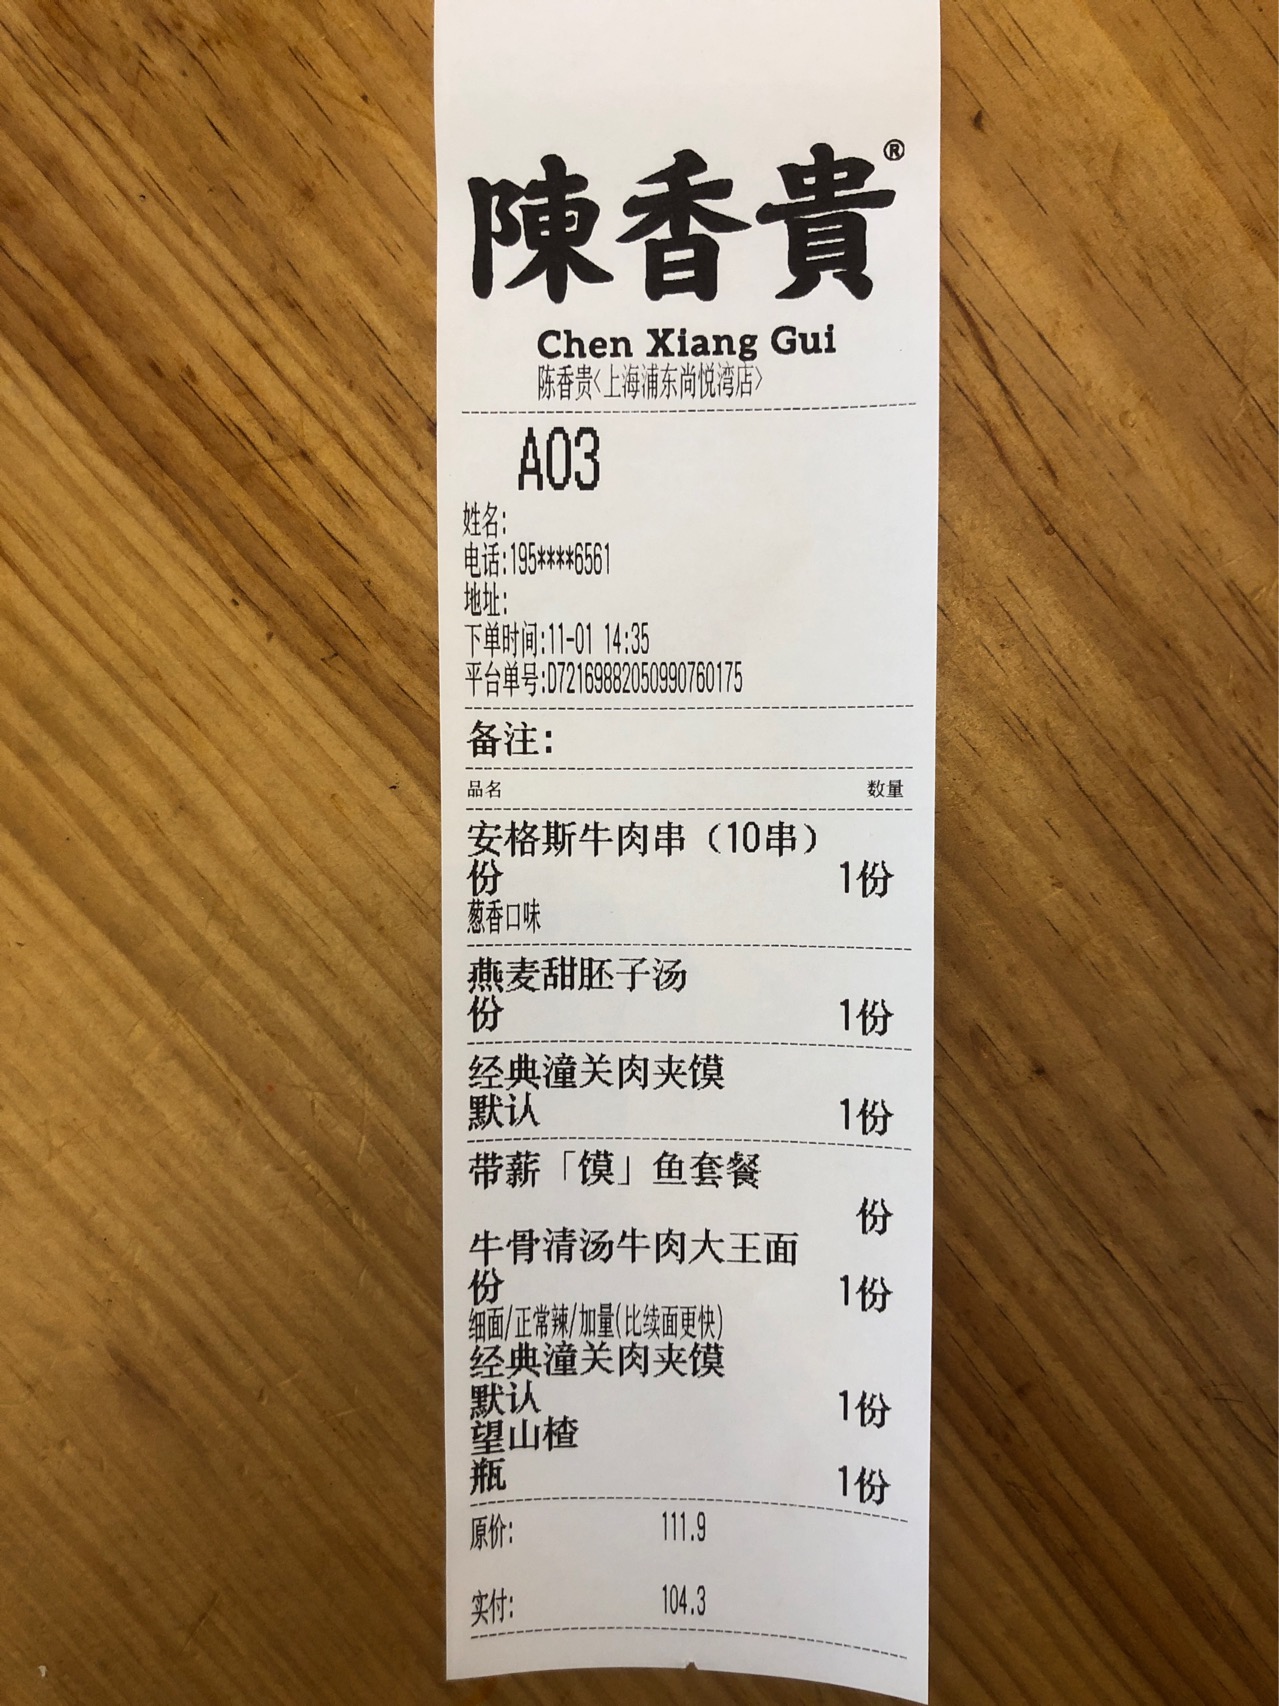 陳香貴®
Chen Xiang Gui
陈香贵<上海浦东尚悦湾店>
A03
姓名:
电话:195****6561
地址:
下单时间:11-01 14:35
平台单号:D721698820509907​60175
备注:
品名 数量
安格斯牛肉串（10串）
份 1份
葱香口味
燕麦甜胚子汤
份 1份
经典潼关肉夹馍
默认 1份
带薪「馍」鱼套餐
份
牛骨清汤牛肉大王面
份 1份
细面/正常辣/加量(比续面更快)
经典潼关肉夹馍
默认 1份
望山楂
瓶 1份
原价: 111.9
实付: 104.3